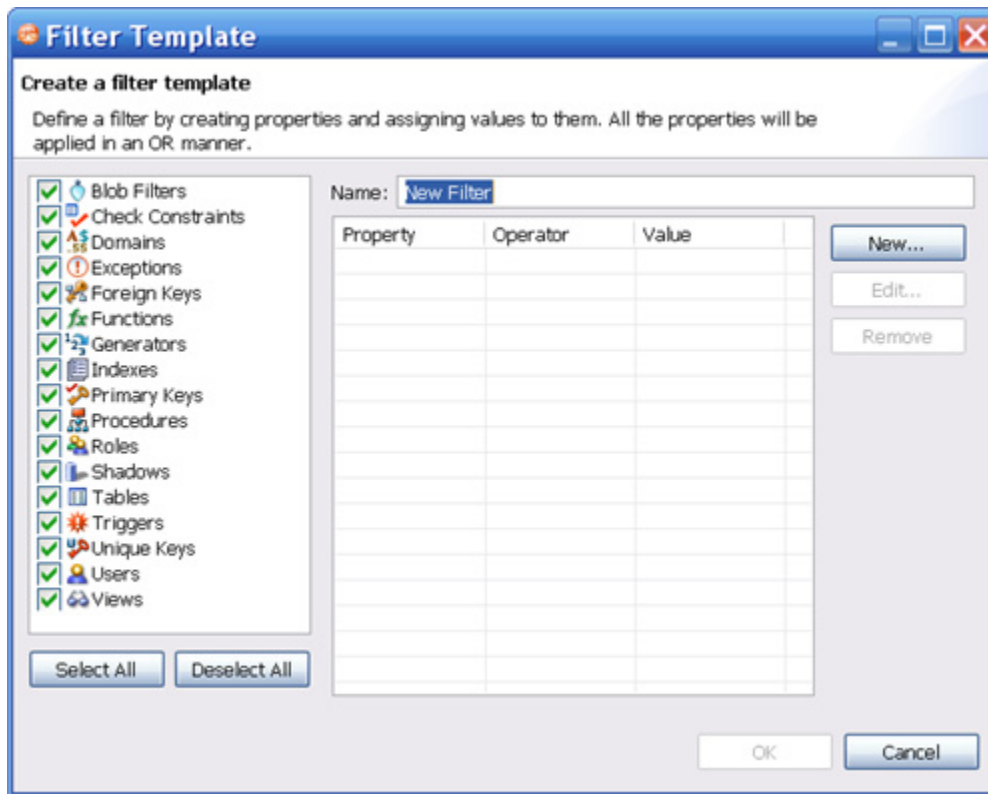 Filter Template
Create a filter template
Define a filter by creating properties and assigning values to them. All the properties will be
applied in an OR manner.
Blob Filters
Check Constraints
Domains
Exceptions
Foreign Keys
Functions
Generators
Indexes
Primary Keys
Procedures
Roles
Shadows
Tables
Triggers
Unique Keys
Users
Views
Select All Deselect All
Name: New Filter
Property Operator Value
New...
Edit...
Remove
OK Cancel